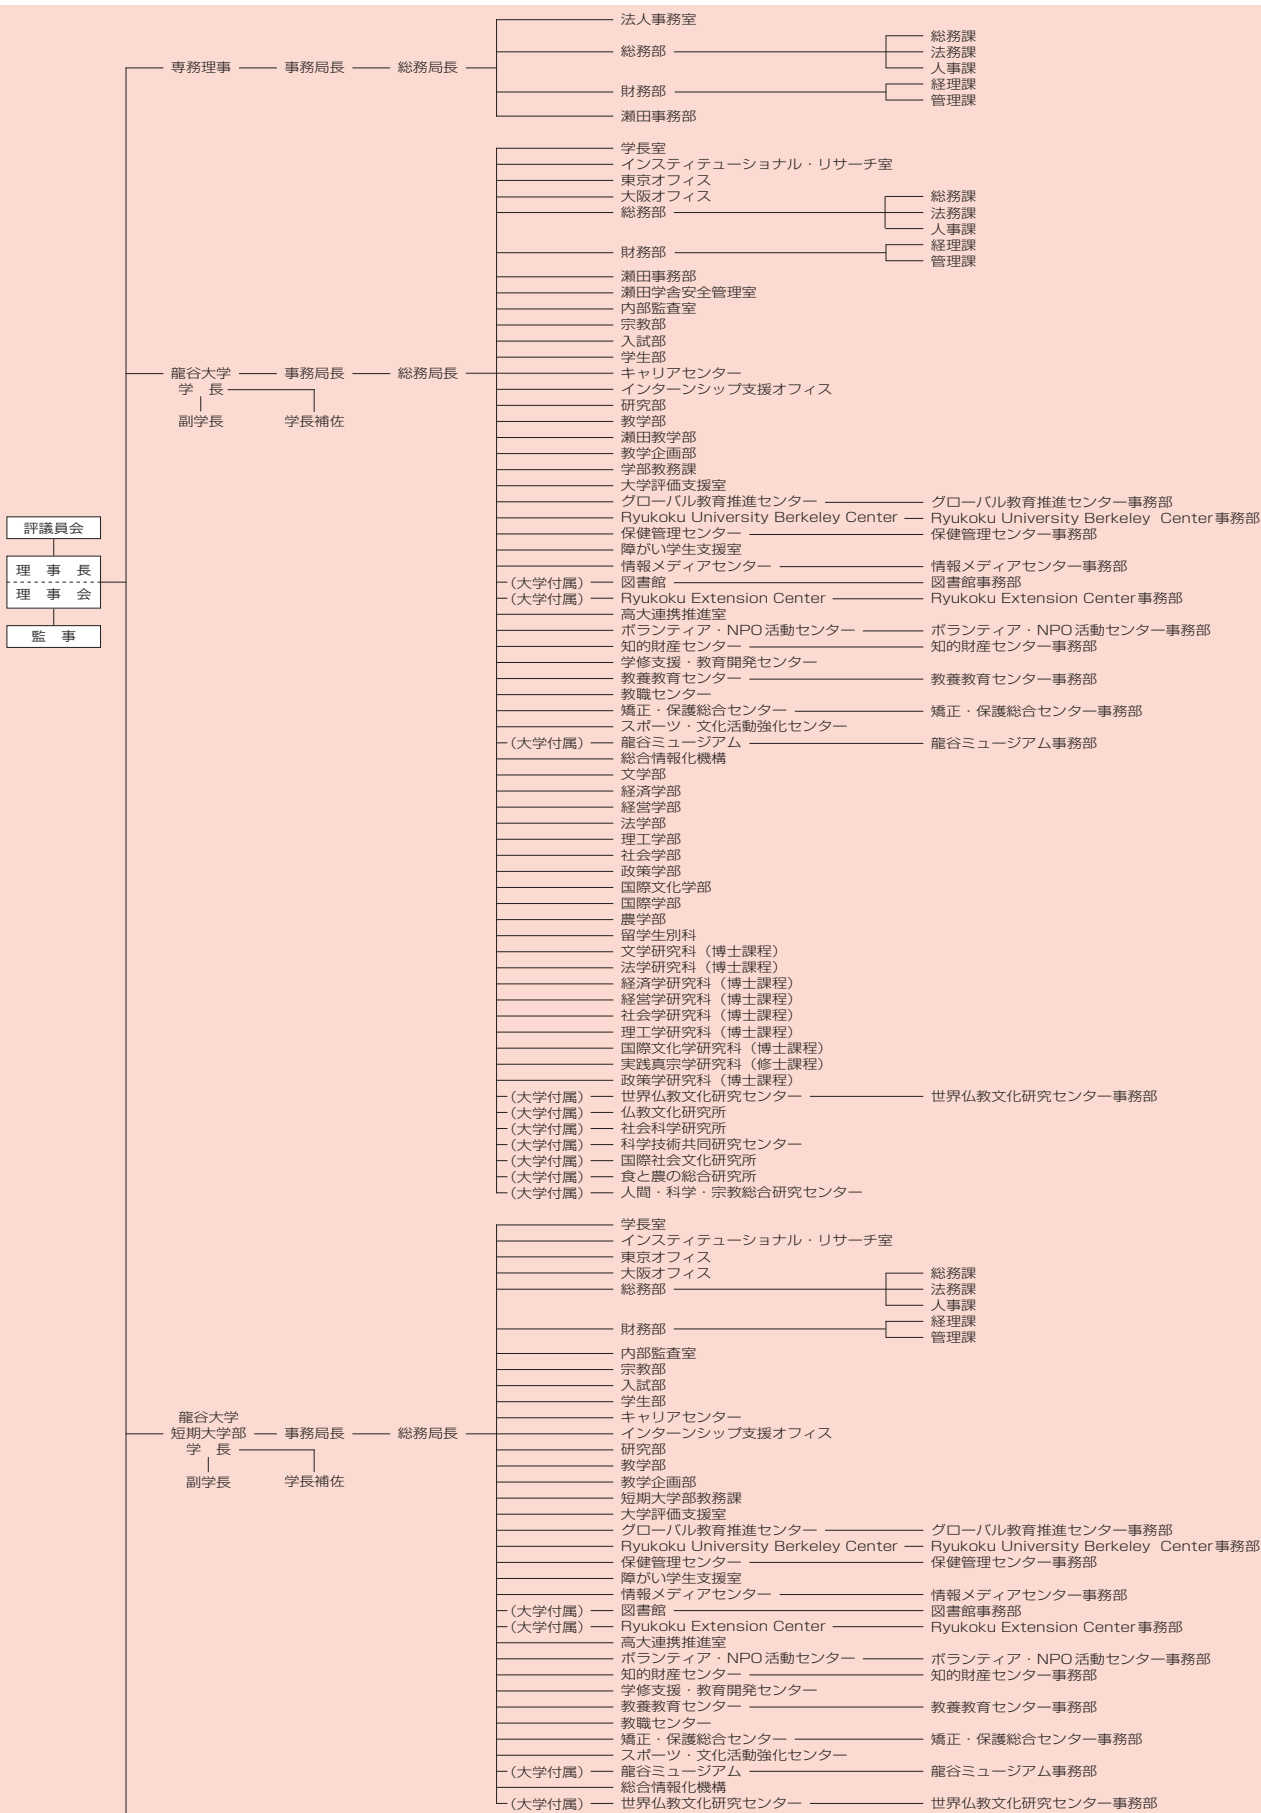 法人事務室
総務部 総務課
法務課
人事課
専務理事 事務局長 総務局長
財務部 経理課
管理課
瀬田事務部
学長室
インスティテューショナル・リサーチ室
東京オフィス
大阪オフィス
総務部 総務課
法務課
人事課
財務部 経理課
管理課
瀬田事務部
瀬田学舎安全管理室
内部監査室
宗教部
入試部
学生部
龍谷大学 事務局長 総務局長 キャリアセンター
学 長 インターンシップ支援オフィス
研究部
副学長 学長補佐 教学部
瀬田教学部
教学企画部
学部教務課
大学評価支援室
グローバル教育推進センター グローバル教育推進センター事務部
Ryukoku University Berkeley Center Ryukoku University Berkeley Center事務部
評議員会 保健管理センター 保健管理センター事務部
障がい学生支援室
理 事 長 情報メディアセンター 情報メディアセンター事務部
(大学付属) 図書館 図書館事務部
理 事 会 (大学付属) Ryukoku Extension Center Ryukoku Extension Center事務部
高大連携推進室
監 事 ボランティア・NPO活動センター ボランティア・NPO活動センター事務部
知的財産センター 知的財産センター事務部
学修支援・教育開発センター
教養教育センター 教養教育センター事務部
教職センター
矯正・保護総合センター 矯正・保護総合センター事務部
スポーツ・文化活動強化センター
(大学付属) 龍谷ミュージアム 龍谷ミュージアム事務部
総合情報化機構
文学部
経済学部
経営学部
法学部
理工学部
社会学部
政策学部
国際文化学部
国際学部
農学部
留学生別科
文学研究科(博士課程)
法学研究科(博士課程)
経済学研究科(博士課程)
経営学研究科(博士課程)
社会学研究科(博士課程)
理工学研究科(博士課程)
国際文化学研究科(博士課程)
実践真宗学研究科(修士課程)
政策学研究科(博士課程)
(大学付属) 世界仏教文化研究センター 世界仏教文化研究センター事務部
(大学付属) 仏教文化研究所
(大学付属) 社会科学研究所
(大学付属) 科学技術共同研究センター
(大学付属) 国際社会文化研究所
(大学付属) 食と農の総合研究所
(大学付属) 人間・科学・宗教総合研究センター
学長室
インスティテューショナル・リサーチ室
東京オフィス
大阪オフィス
総務部 総務課
法務課
人事課
財務部 経理課
管理課
内部監査室
宗教部
入試部
学生部
龍谷大学 キャリアセンター
短期大学部 事務局長 総務局長 インターンシップ支援オフィス
学 長 研究部
教学部
副学長 学長補佐 教学企画部
短期大学部教務課
大学評価支援室
グローバル教育推進センター グローバル教育推進センター事務部
Ryukoku University Berkeley Center Ryukoku University Berkeley Center事務部
保健管理センター 保健管理センター事務部
障がい学生支援室
情報メディアセンター 情報メディアセンター事務部
(大学付属) 図書館 図書館事務部
(大学付属) Ryukoku Extension Center Ryukoku Extension Center事務部
高大連携推進室
ボランティア・NPO活動センター ボランティア・NPO活動センター事務部
知的財産センター 知的財産センター事務部
学修支援・教育開発センター
教養教育センター 教養教育センター事務部
教職センター
矯正・保護総合センター 矯正・保護総合センター事務部
スポーツ・文化活動強化センター
(大学付属) 龍谷ミュージアム 龍谷ミュージアム事務部
総合情報化機構
(大学付属) 世界仏教文化研究センター 世界仏教文化研究センター事務部